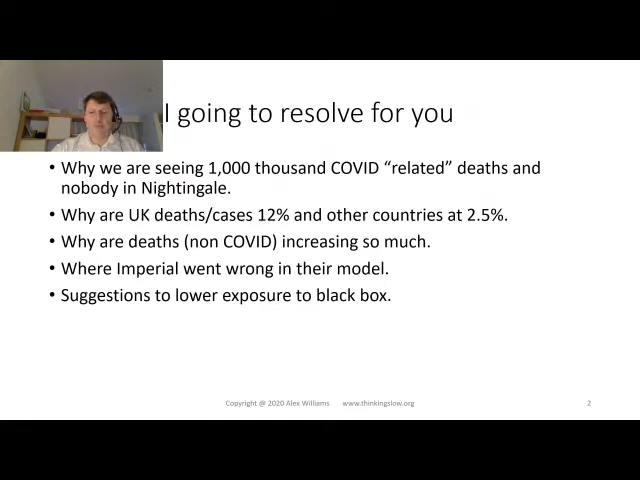 I going to resolve for you
• Why we are seeing 1,000 thousand COVID “related” deaths and
nobody in Nightingale.
• Why are UK deaths/cases 12% and other countries at 2.5%.
• Why are deaths (non COVID) increasing so much.
• Where Imperial went wrong in their model.
• Suggestions to lower exposure to black box.
Copyright @ 2020 Alex Williams www.thinkingslow.org 2